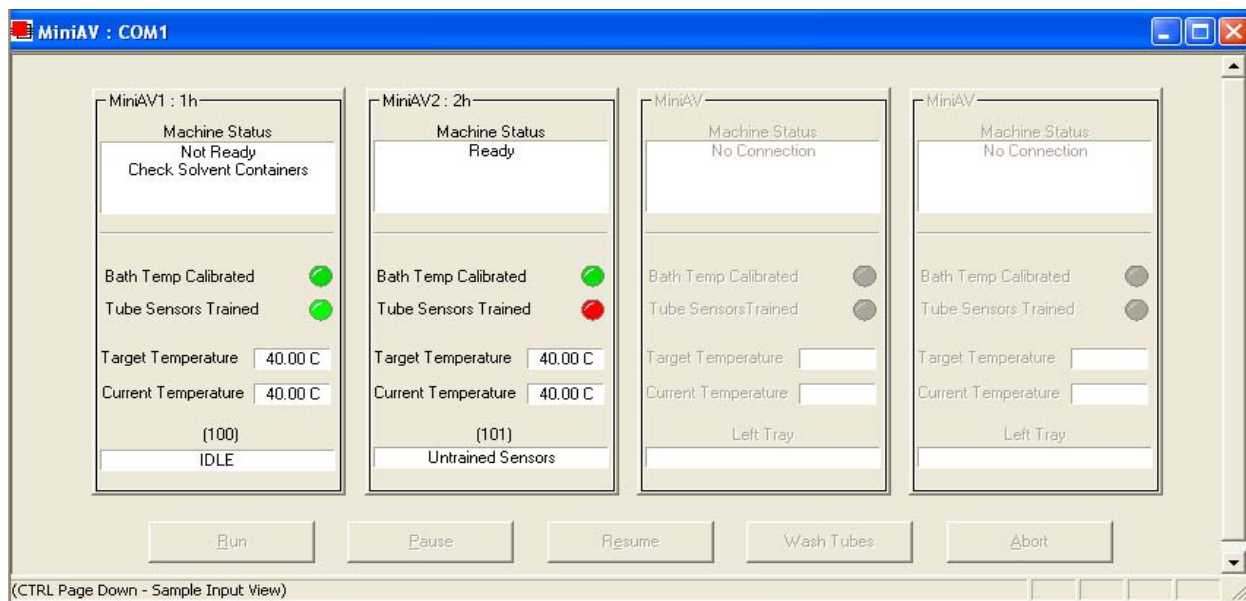 MiniAV : COM1
MiniAV1 : 1h
Machine Status
Not Ready
Check Solvent Containers
Bath Temp Calibrated
Tube Sensors Trained
Target Temperature 40.00 C
Current Temperature 40.00 C
(100)
IDLE
MiniAV2 : 2h
Machine Status
Ready
Bath Temp Calibrated
Tube Sensors Trained
Target Temperature 40.00 C
Current Temperature 40.00 C
(101)
Untrained Sensors
MiniAV
Machine Status
No Connection
Bath Temp Calibrated
Tube SensorsTrained
Target Temperature
Current Temperature
Left Tray
MiniAV
Machine Status
No Connection
Bath Temp Calibrated
Tube Sensors Trained
Target Temperature
Current Temperature
Left Tray
Run Pause Resume Wash Tubes Abort
(CTRL Page Down - Sample Input View)